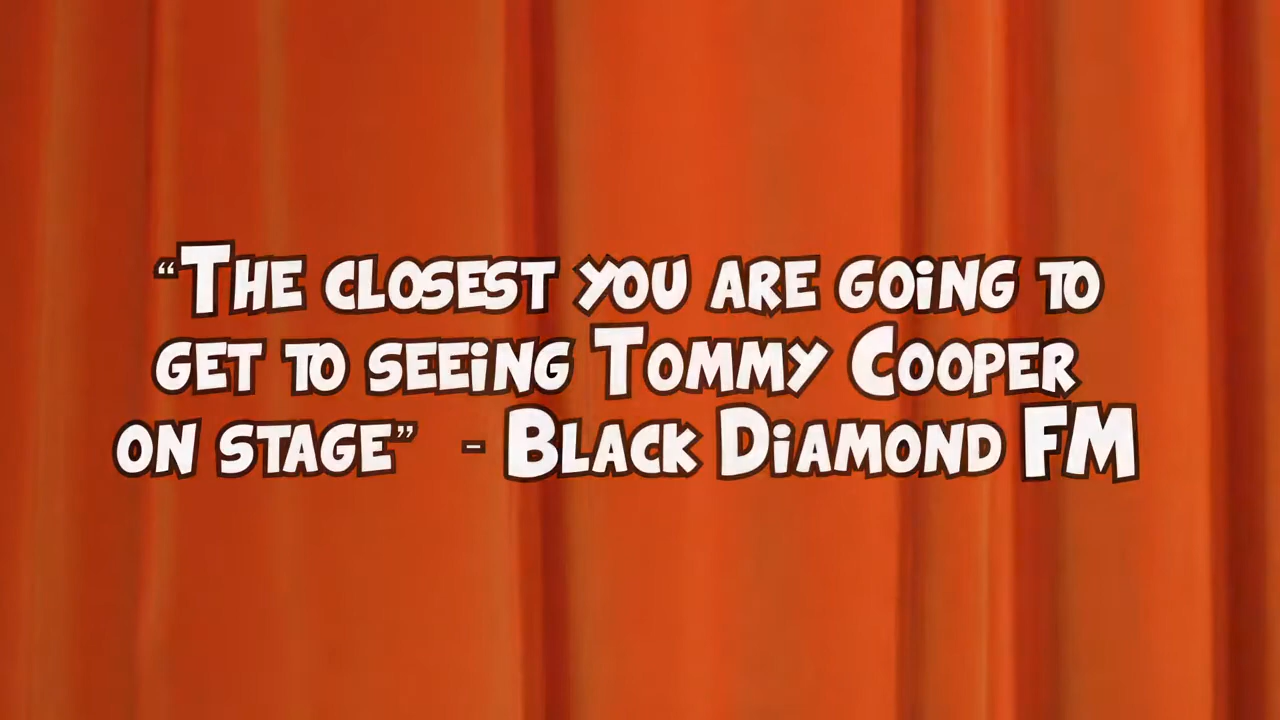 “The closest you are going to
get to seeing Tommy Cooper
on stage” - Black Diamond FM